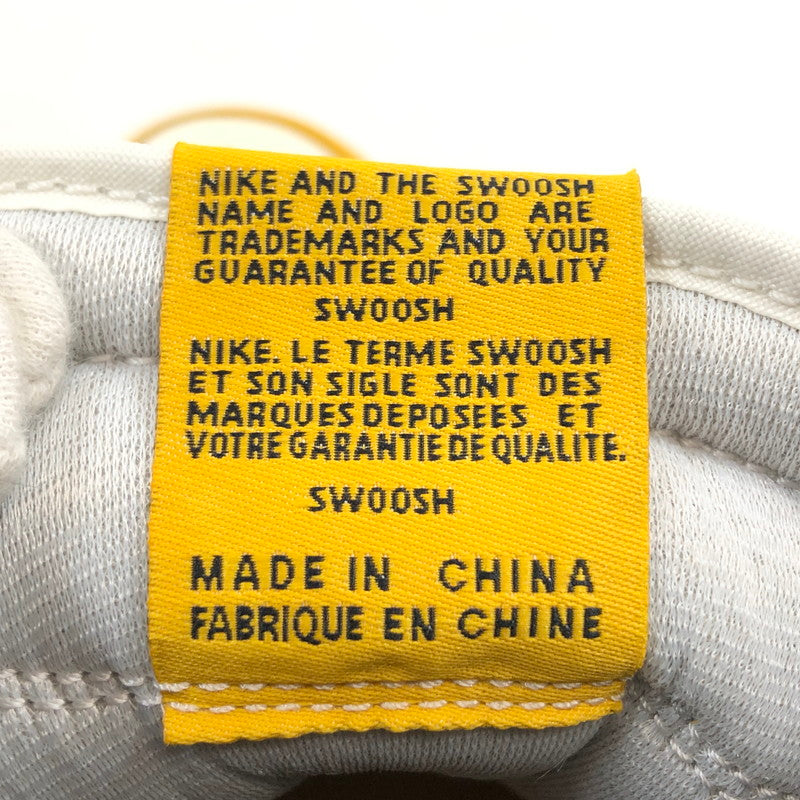 NIKE AND THE SWOOSH
NAME AND LOGO ARE
TRADEMARKS AND YOUR
GUARANTEE OF QUALITY
SWOOSH
NIKE. LE TERME SWOOSH
ET SON SIGLE SONT DES
MARQUES DEPOSEES ET
VOTRE GARANTIE DE QUALITE.
SWOOSH
MADE IN CHINA
FABRIQUE EN CHINE